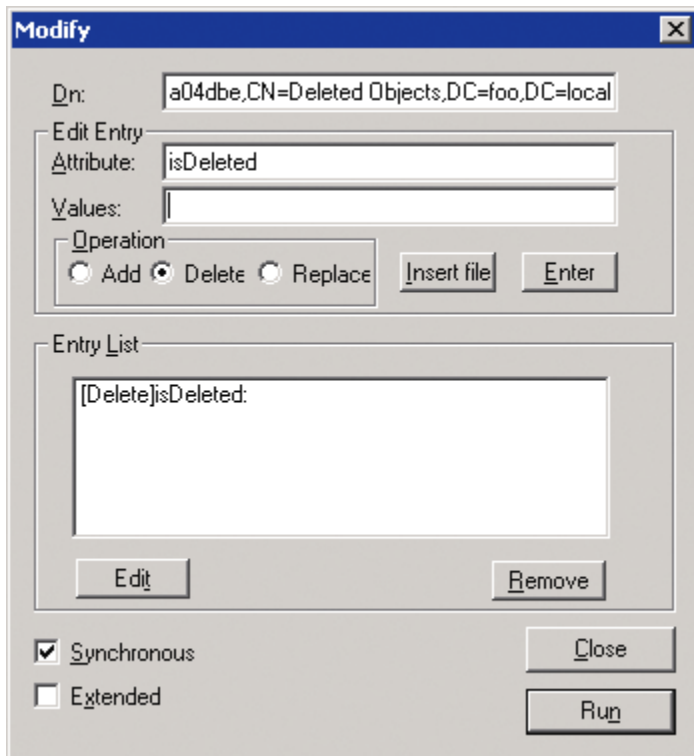 Modify
Dn: a04dbe,CN=Deleted Objects,DC=foo,DC=local
Edit Entry
Attribute: isDeleted
Values:
Operation
Add Delete Replace Insert file Enter
Entry List
[Delete]isDeleted:
Edit Remove
Synchronous Close
Extended
Run